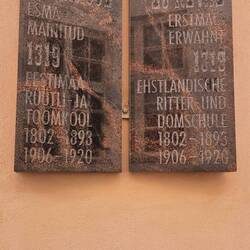 ESMA-
MAINITUD
1319
EESTIMAA
RÜÜTLI- JA
TOOMKOOL
1802-1893
1906-1920
ERSTMAL
ERWÄHNT
1319
EHSTLÄNDISCHE
RITTER- UND
DOMSCHULE
1802-1893
1906-1920